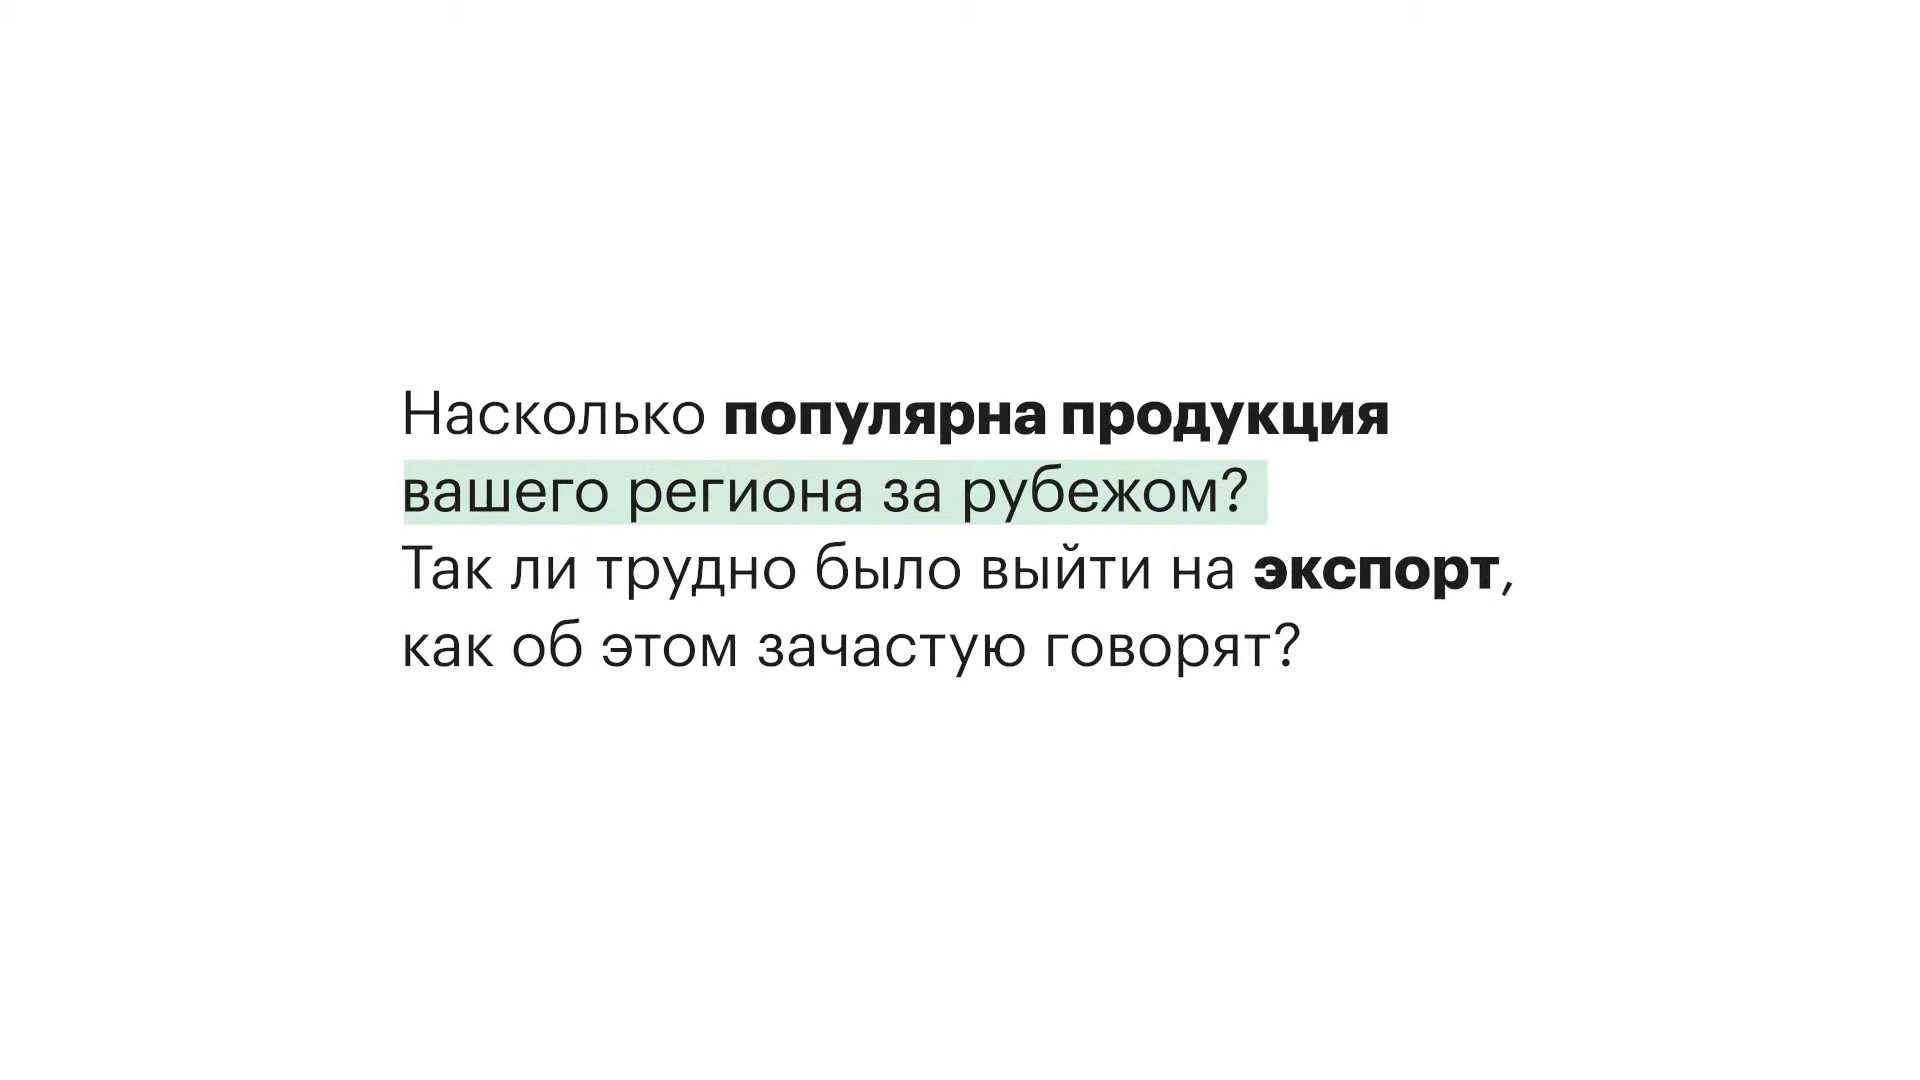 Насколько популярна продукция
вашего региона за рубежом?
Так ли трудно было выйти на экспорт,
как об этом зачастую говорят?